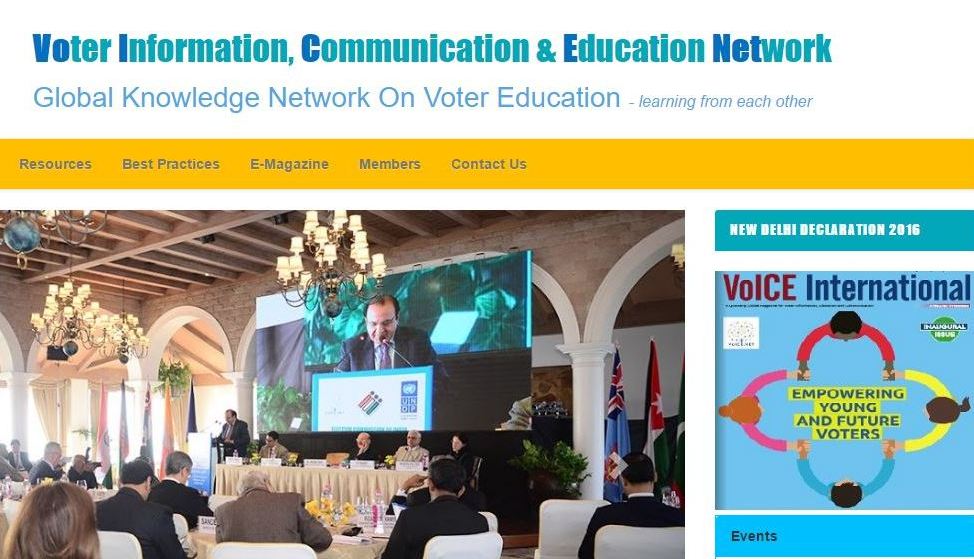 Voter Information, Communication & Education Network
Global Knowledge Network On Voter Education - learning from each other
Resources Best Practices E-Magazine Members Contact Us
NEW DELHI DECLARATION 2016
VoICE International
INAUGURAL
ISSUE
EMPOWERING
YOUNG
AND FUTURE
VOTERS
U N
D P
Events